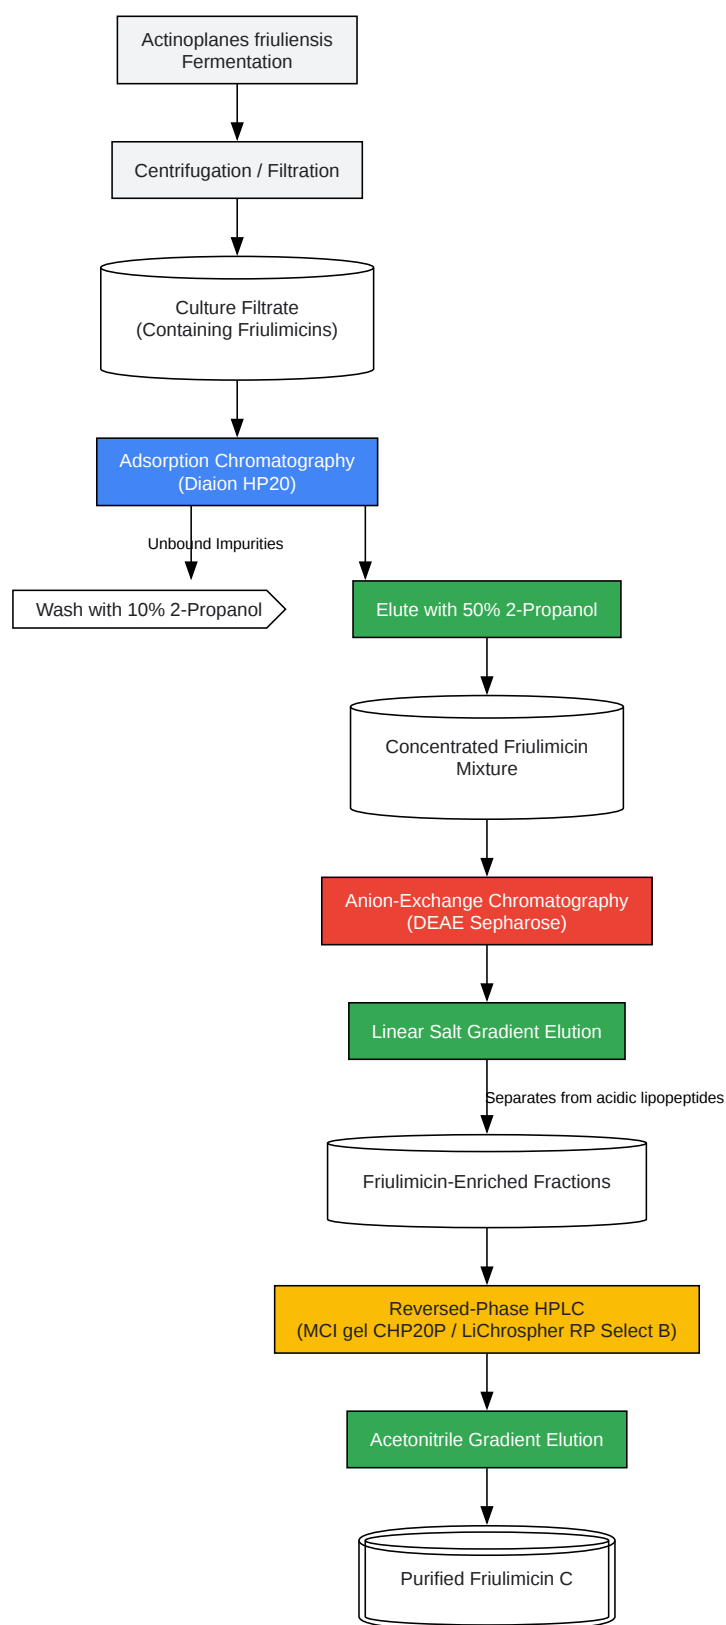 Actinoplanes friuliensis
Fermentation
Centrifugation / Filtration
Culture Filtrate
(Containing Friulimicins)
Adsorption Chromatography
(Diaion HP20)
Unbound Impurities
Wash with 10% 2-Propanol
Elute with 50% 2-Propanol
Concentrated Friulimicin
Mixture
Anion-Exchange Chromatography
(DEAE Sepharose)
Linear Salt Gradient Elution
Separates from acidic lipopeptides
Friulimicin-Enriched Fractions
Reversed-Phase HPLC
(MCI gel CHP20P / LiChrospher RP Select B)
Acetonitrile Gradient Elution
Purified Friulimicin C